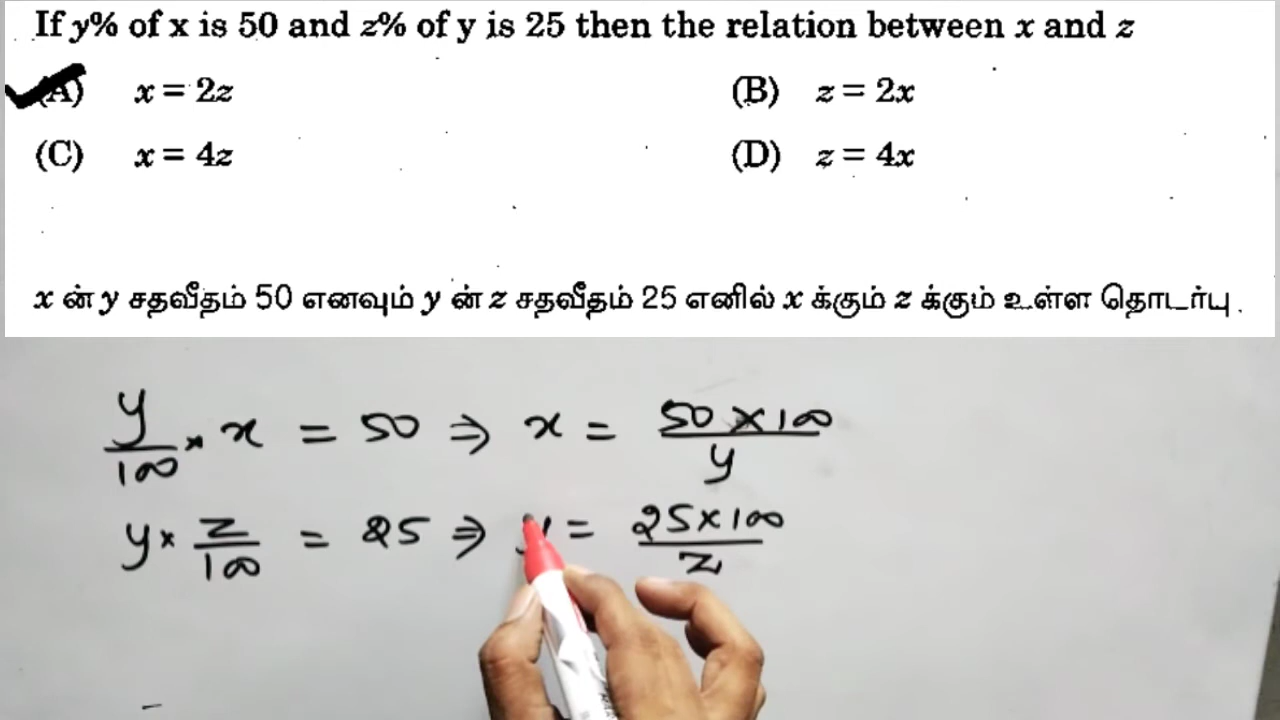 If y% of x is 50 and z% of y is 25 then the relation between x and z
(A) x = 2z
(B) z = 2x
(C) x = 4z
(D) z = 4x
x ன் y சதவீதம் 50 எனவும் y ன் z சதவீதம் 25 எனில் x க்கும் z க்கும் உள்ள தொடர்பு .
y/100 × x = 50 ⇒ x = 50 × 100 / y
y × z/100 = 25 ⇒ y = 25 × 100 / z